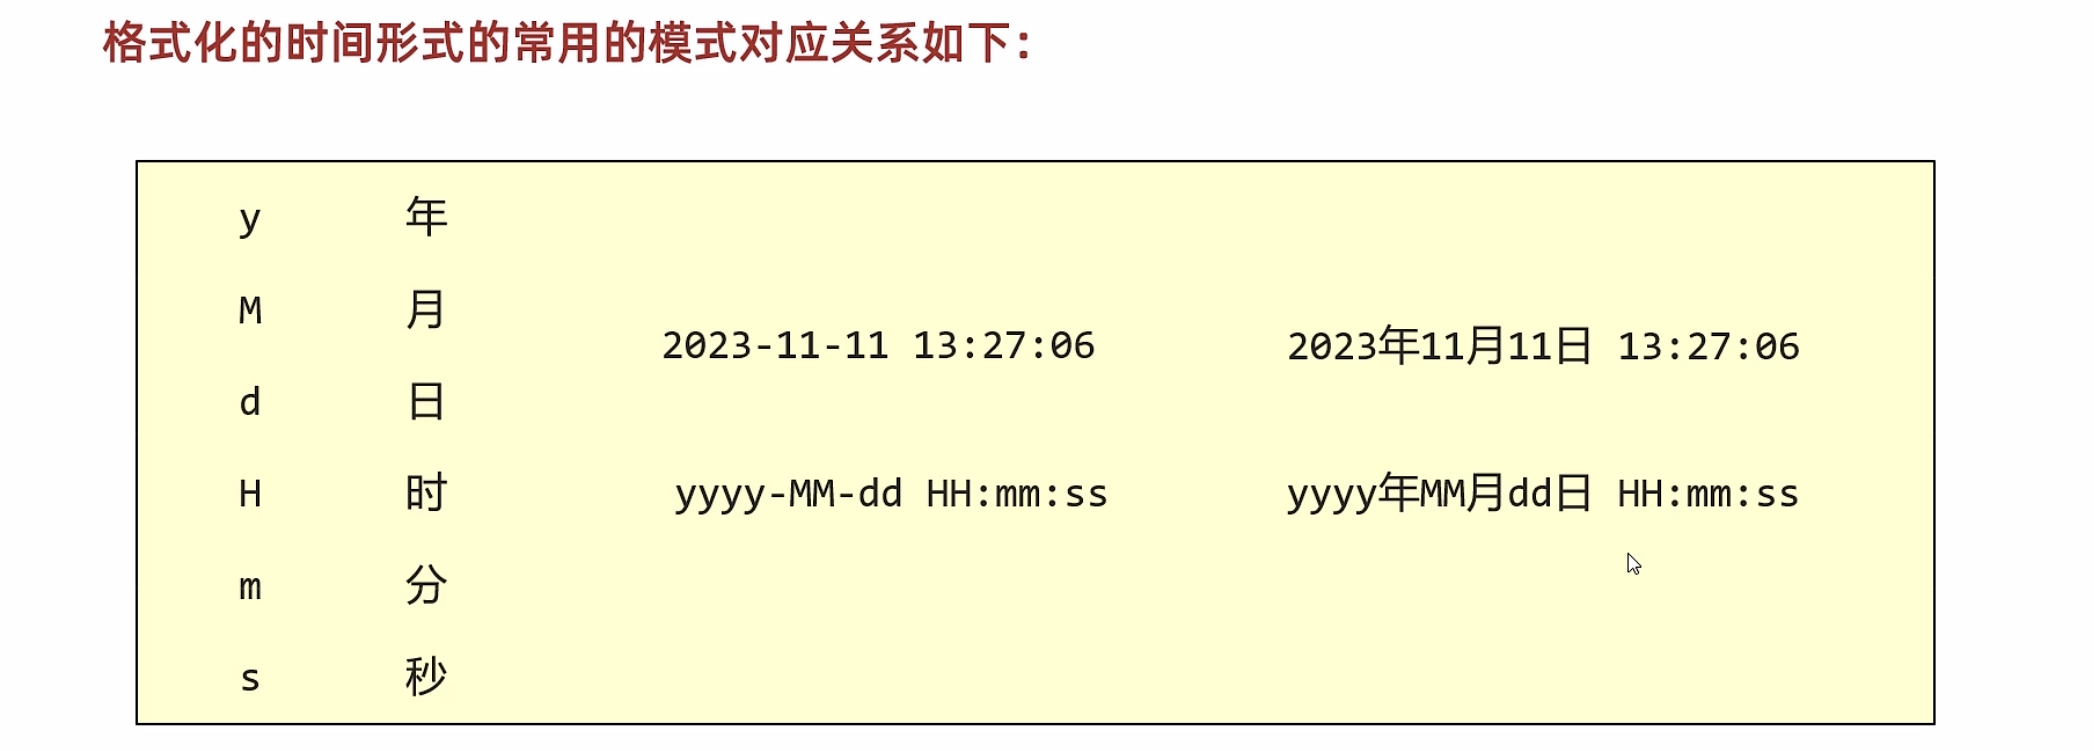 格式化的时间形式的常用的模式对应关系如下：
y 年
M 月
2023-11-11 13:27:06 2023年11月11日 13:27:06
d 日
H 时 yyyy-MM-dd HH:mm:ss yyyy年MM月dd日 HH:mm:ss
m 分
s 秒